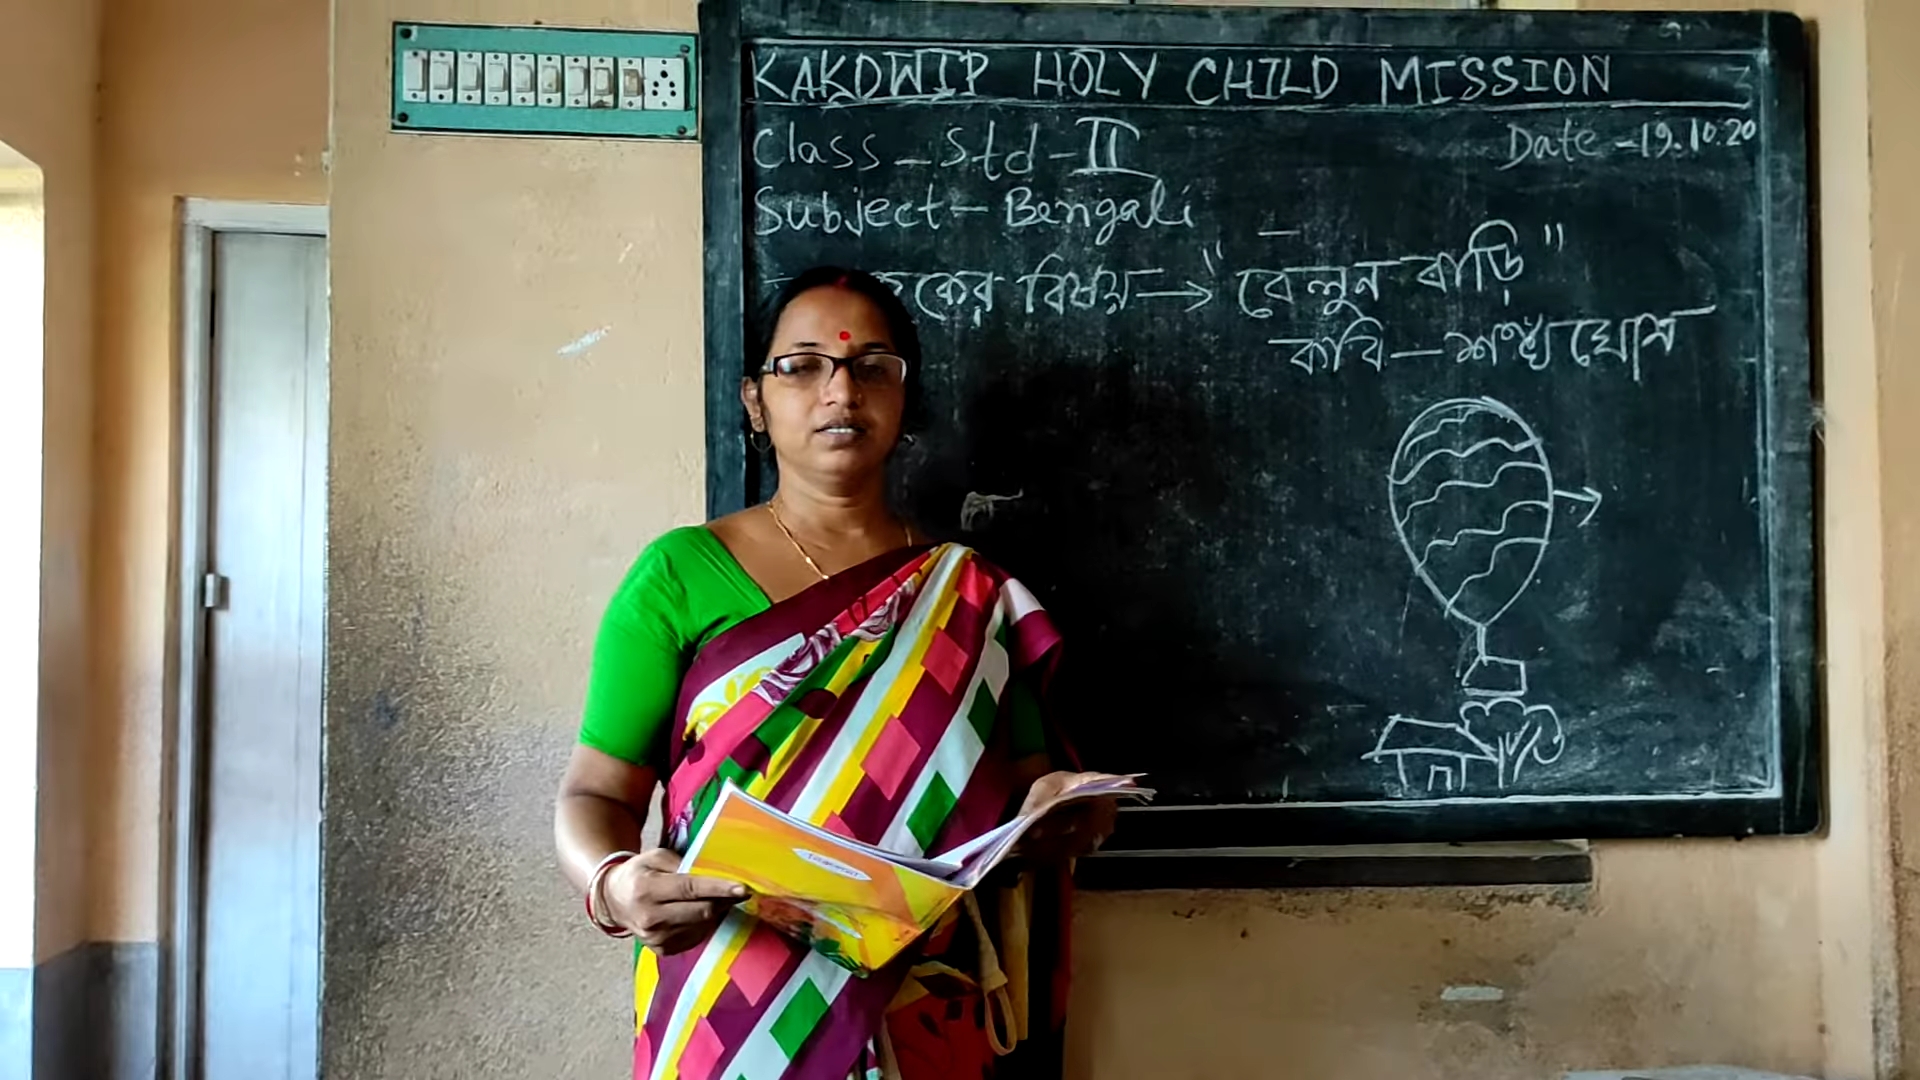 KAKDWIP HOLY CHILD MISSION
Class - Std - II
Date - 19.10.20
Subject - Bengali
কের বিষয় → "বেলুন বাড়ি"
কবি — শঙ্খ ঘোষ